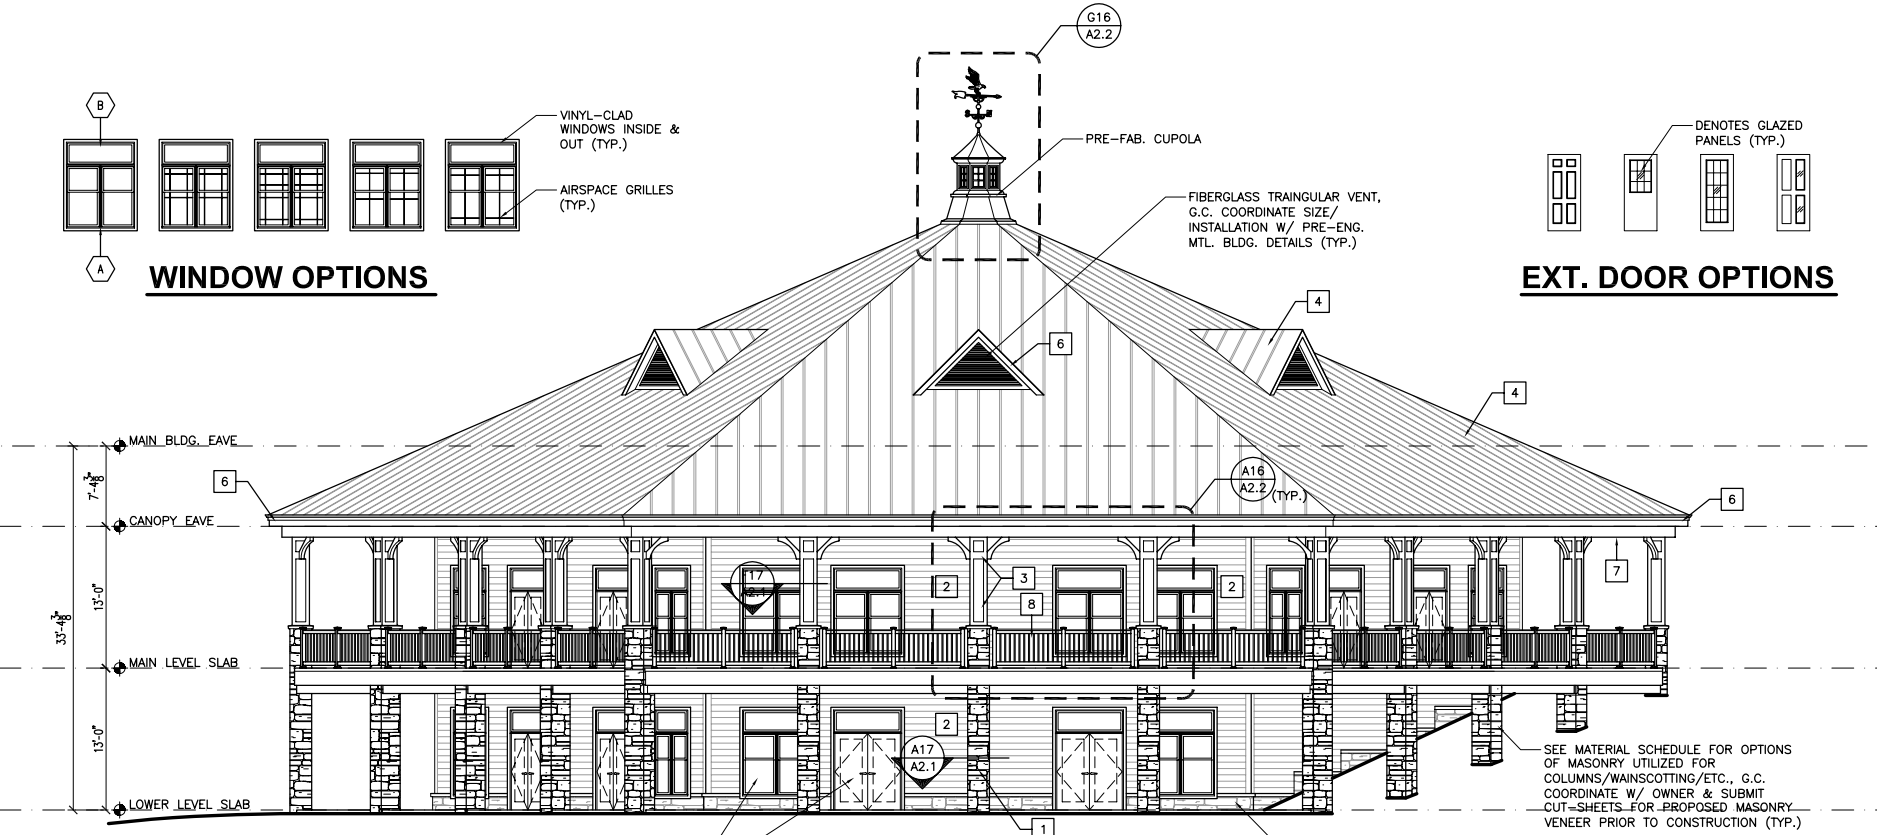 G16
A2.2
B
VINYL-CLAD
WINDOWS INSIDE &
OUT (TYP.)
AIRSPACE GRILLES
(TYP.)
A
WINDOW OPTIONS
PRE-FAB. CUPOLA
FIBERGLASS TRAINGULAR VENT,
G.C. COORDINATE SIZE/
INSTALLATION W/ PRE-ENG.
MTL. BLDG. DETAILS (TYP.)
DENOTES GLAZED
PANELS (TYP.)
EXT. DOOR OPTIONS
4
6
4
MAIN BLDG. EAVE
6
A16
A2.2
(TYP.)
6
7'-4 3/8"
CANOPY EAVE
7
2
3
2
8
J17
A2.1
13'-0"
33'-4 3/8"
MAIN LEVEL SLAB
2
A17
A2.1
13'-0"
SEE MATERIAL SCHEDULE FOR OPTIONS
OF MASONRY UTILIZED FOR
COLUMNS/WAINSCOTTING/ETC., G.C.
COORDINATE W/ OWNER & SUBMIT
CUT-SHEETS FOR PROPOSED MASONRY
VENEER PRIOR TO CONSTRUCTION (TYP.)
LOWER LEVEL SLAB
1